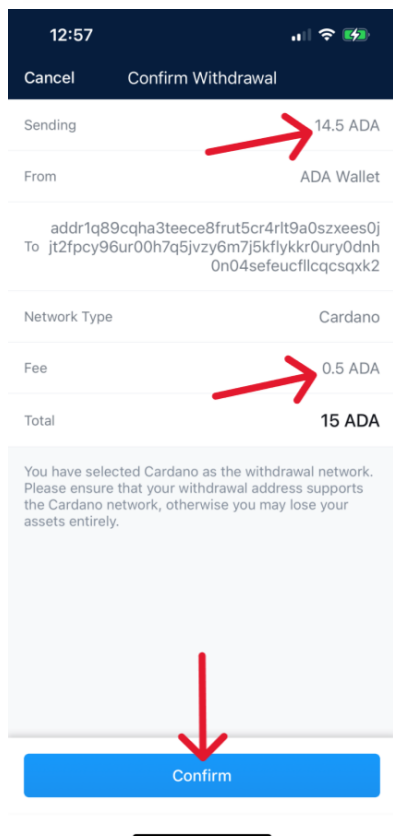 12:57
Cancel Confirm Withdrawal
Sending 14.5 ADA
From ADA Wallet
addr1q89cqha3teece8frut5cr4rlt9a0szxees0j
To jt2fpcy96ur00h7q5jvzy6m7j5kflykkr0ury0dnh
0n04sefeucfllcqcsqxk2
Network Type Cardano
Fee 0.5 ADA
Total 15 ADA
You have selected Cardano as the withdrawal network.
Please ensure that your withdrawal address supports
the Cardano network, otherwise you may lose your
assets entirely.
Confirm